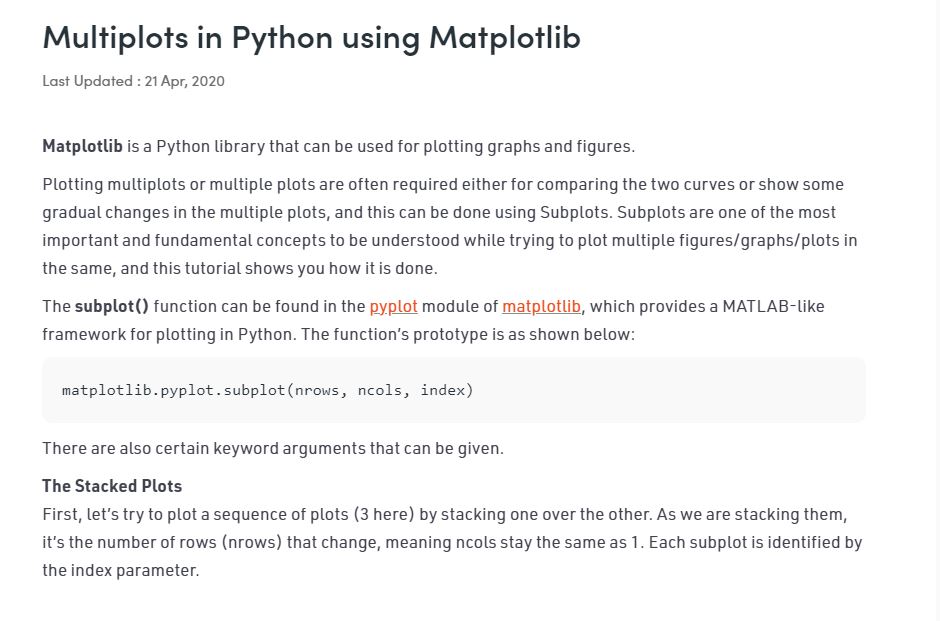 Multiplots in Python using Matplotlib
Last Updated : 21 Apr, 2020
Matplotlib is a Python library that can be used for plotting graphs and figures.
Plotting multiplots or multiple plots are often required either for comparing the two curves or show some
gradual changes in the multiple plots, and this can be done using Subplots. Subplots are one of the most
important and fundamental concepts to be understood while trying to plot multiple figures/graphs/plots in
the same, and this tutorial shows you how it is done.
The subplot() function can be found in the pyplot module of matplotlib, which provides a MATLAB-like
framework for plotting in Python. The function’s prototype is as shown below:
matplotlib.pyplot.subplot(nrows, ncols, index)
There are also certain keyword arguments that can be given.
The Stacked Plots
First, let’s try to plot a sequence of plots (3 here) by stacking one over the other. As we are stacking them,
it’s the number of rows (nrows) that change, meaning ncols stay the same as 1. Each subplot is identified by
the index parameter.